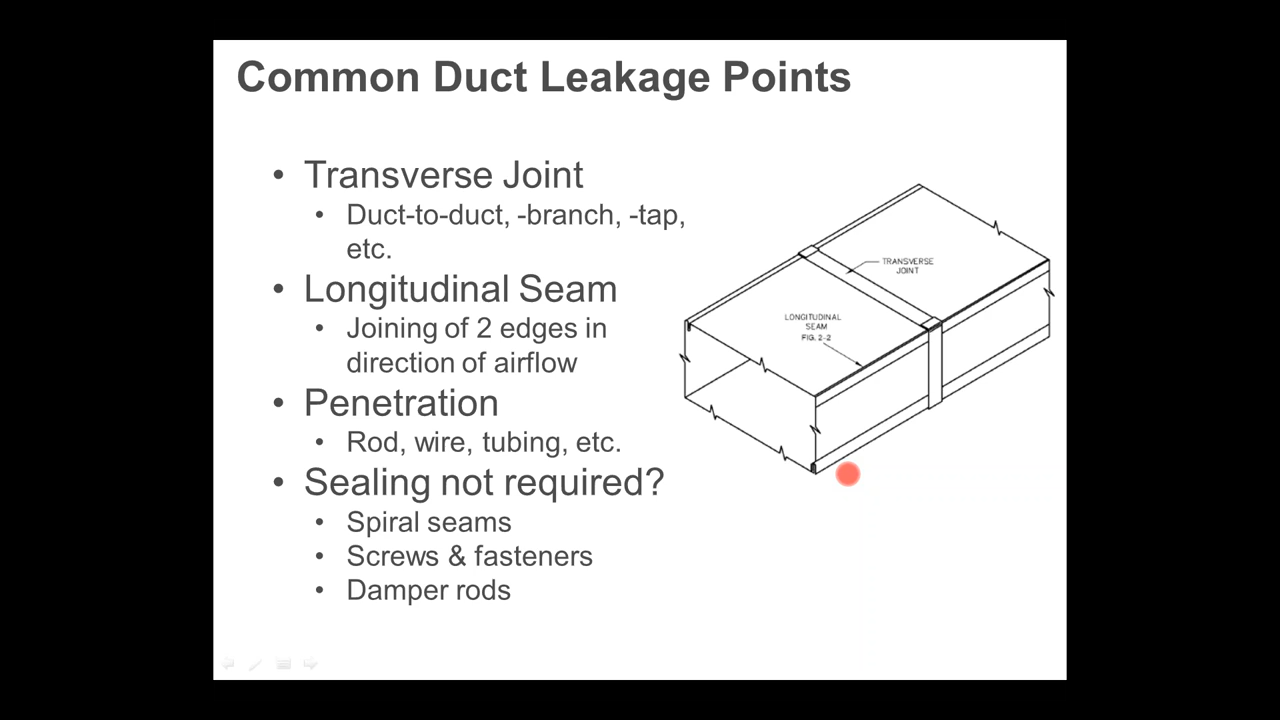 Common Duct Leakage Points
• Transverse Joint
• Duct-to-duct, -branch, -tap,
etc.
• Longitudinal Seam
• Joining of 2 edges in
direction of airflow
• Penetration
• Rod, wire, tubing, etc.
• Sealing not required?
• Spiral seams
• Screws & fasteners
• Damper rods
TRANSVERSE
JOINT
LONGITUDINAL
SEAM
FIG. 2-2